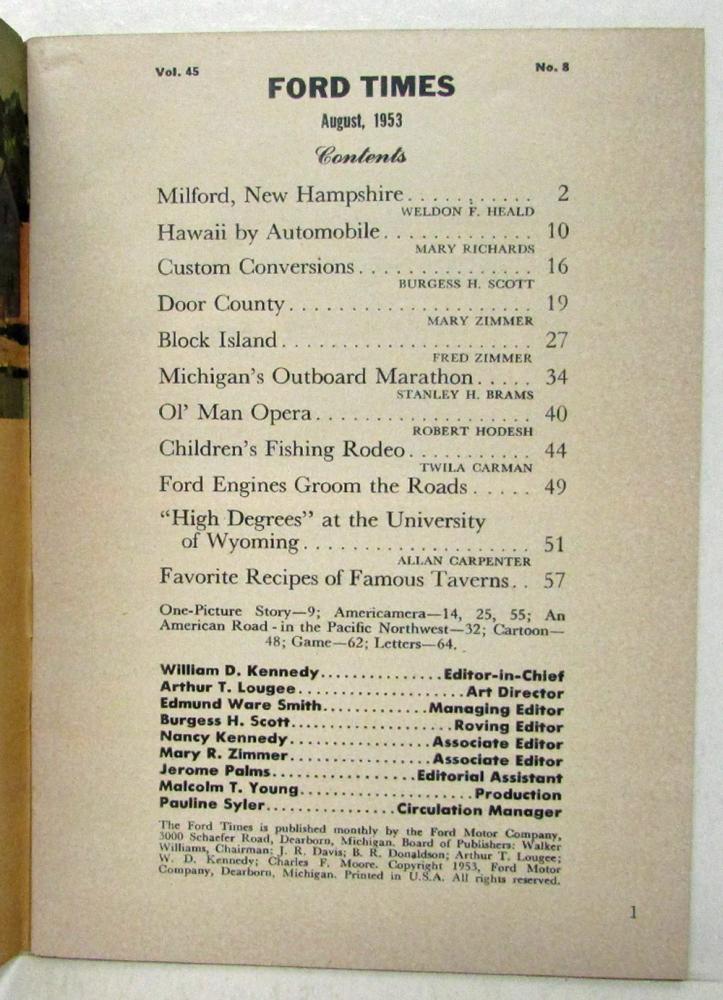 Vol. 45 No. 8
FORD TIMES
August, 1953
Contents
Milford, New Hampshire........... 2
WELDON F. HEALD
Hawaii by Automobile............. 10
MARY RICHARDS
Custom Conversions............... 16
BURGESS H. SCOTT
Door County..................... 19
MARY ZIMMER
Block Island..................... 27
FRED ZIMMER
Michigan's Outboard Marathon..... 34
STANLEY H. BRAMS
Ol' Man Opera................... 40
ROBERT HODESH
Children's Fishing Rodeo........... 44
TWILA CARMAN
Ford Engines Groom the Roads..... 49
"High Degrees" at the University
of Wyoming..................... 51
ALLAN CARPENTER
Favorite Recipes of Famous Taverns.. 57
One-Picture Story—9; Americamera—14, 25, 55; An
American Road - in the Pacific Northwest—32; Cartoon—
48; Game—62; Letters—64.
William D. Kennedy...............Editor-in-Chief
Arthur T. Lougee.....................Art Director
Edmund Ware Smith.............Managing Editor
Burgess H. Scott....................Roving Editor
Nancy Kennedy.................Associate Editor
Mary R. Zimmer.................Associate Editor
Jerome Palms.................Editorial Assistant
Malcolm T. Young.....................Production
Pauline Syler...............Circulation Manager
The Ford Times is published monthly by the Ford Motor Company,
3000 Schaefer Road, Dearborn, Michigan. Board of Publishers: Walker
Williams, Chairman; J. R. Davis; B. R. Donaldson; Arthur T. Lougee;
W. D. Kennedy; Charles F. Moore. Copyright 1953, Ford Motor
Company, Dearborn, Michigan. Printed in U.S.A. All rights reserved.
1